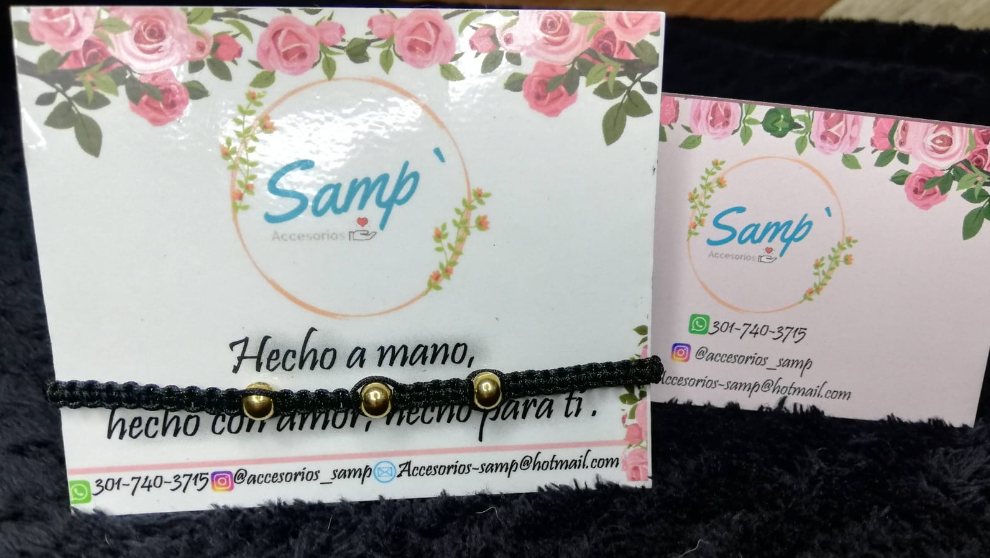 Samp`
Accesorios
Hecho a mano,
hecho con amor, hecho para ti .
301-740-3715 @accesorios_samp Accesorios-samp@hotmail.com
Samp`
Accesorios
301-740-3715
@accesorios_samp
Accesorios-samp@hotmail.com